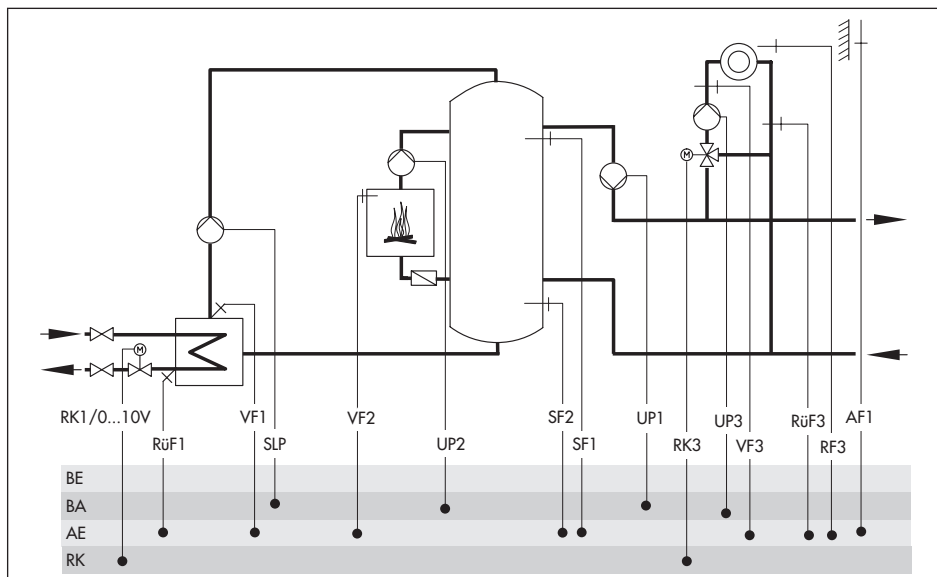 M
M
RK1/0...10V
VF1
VF2
SF2
UP1
UP3
RüF3
AF1
RüF1
SLP
UP2
SF1
RK3
VF3
RF3
BE
BA
AE
RK